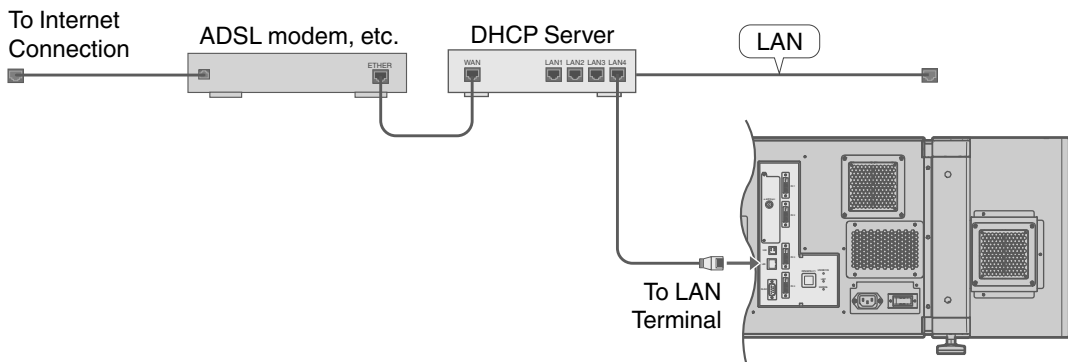 To Internet
Connection
ADSL modem, etc.
DHCP Server
LAN
ETHER
WAN
LAN1 LAN2 LAN3 LAN4
To LAN
Terminal